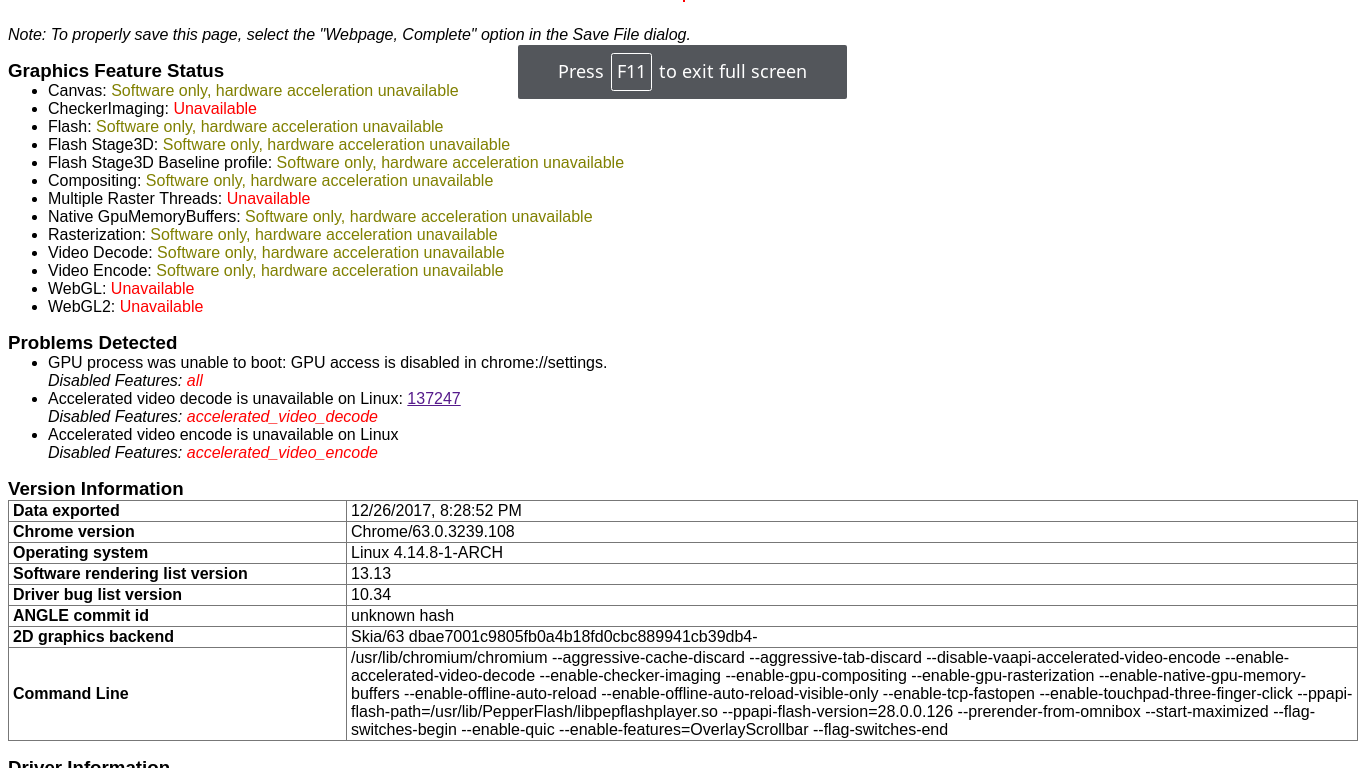 Note: To properly save this page, select the "Webpage, Complete" option in the Save File dialog.
Press F11 to exit full screen
Graphics Feature Status
Canvas: Software only, hardware acceleration unavailable
CheckerImaging: Unavailable
Flash: Software only, hardware acceleration unavailable
Flash Stage3D: Software only, hardware acceleration unavailable
Flash Stage3D Baseline profile: Software only, hardware acceleration unavailable
Compositing: Software only, hardware acceleration unavailable
Multiple Raster Threads: Unavailable
Native GpuMemoryBuffers: Software only, hardware acceleration unavailable
Rasterization: Software only, hardware acceleration unavailable
Video Decode: Software only, hardware acceleration unavailable
Video Encode: Software only, hardware acceleration unavailable
WebGL: Unavailable
WebGL2: Unavailable
Problems Detected
GPU process was unable to boot: GPU access is disabled in chrome://settings.
Disabled Features: all
Accelerated video decode is unavailable on Linux: 137247
Disabled Features: accelerated_video_decode
Accelerated video encode is unavailable on Linux
Disabled Features: accelerated_video_encode
Version Information
Data exported 12/26/2017, 8:28:52 PM
Chrome version Chrome/63.0.3239.108
Operating system Linux 4.14.8-1-ARCH
Software rendering list version 13.13
Driver bug list version 10.34
ANGLE commit id unknown hash
2D graphics backend Skia/63 dbae7001c9805fb0a4b18fd0cbc889941cb39db4-
Command Line /usr/lib/chromium/chromium --aggressive-cache-discard --aggressive-tab-discard --disable-vaapi-accelerated-video-encode --enable-
accelerated-video-decode --enable-checker-imaging --enable-gpu-compositing --enable-gpu-rasterization --enable-native-gpu-memory-
buffers --enable-offline-auto-reload --enable-offline-auto-reload-visible-only --enable-tcp-fastopen --enable-touchpad-three-finger-click --ppapi-
flash-path=/usr/lib/PepperFlash/libpepflashplayer.so --ppapi-flash-version=28.0.0.126 --prerender-from-omnibox --start-maximized --flag-
switches-begin --enable-quic --enable-features=OverlayScrollbar --flag-switches-end
Driver Information